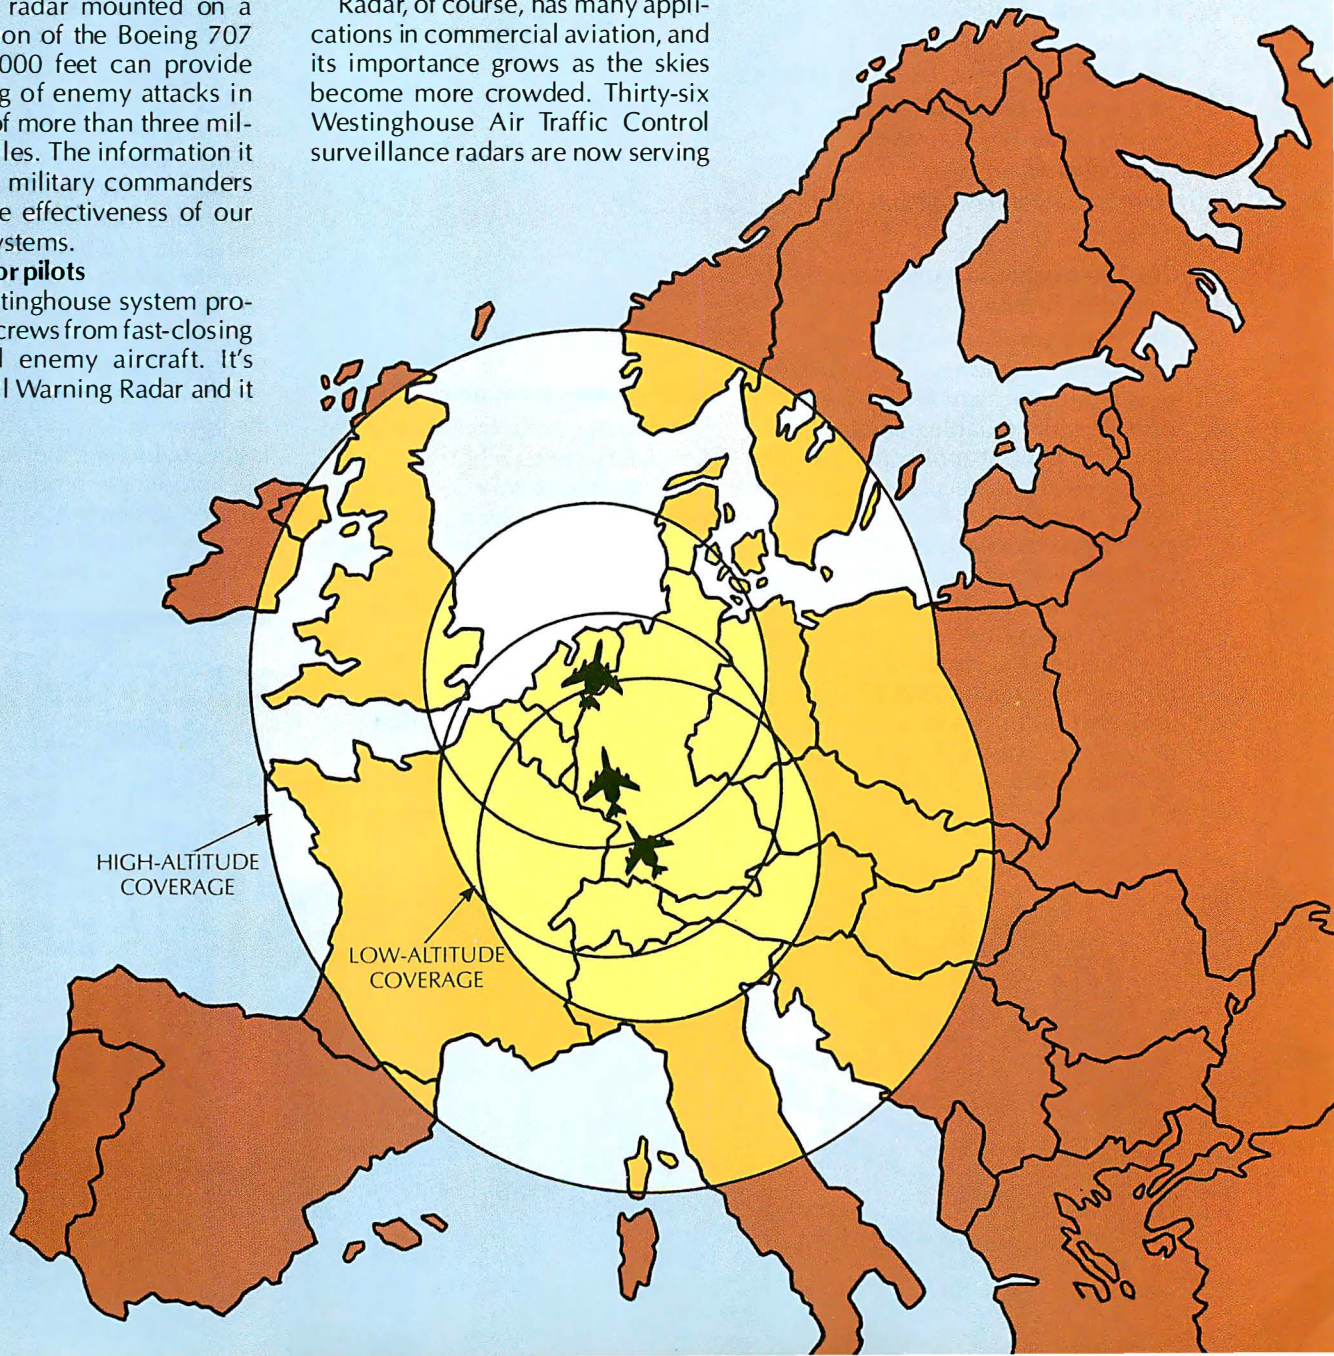 radar mounted on a
on of the Boeing 707
000 feet can provide
g of enemy attacks in
of more than three mil-
les. The information it
military commanders
e effectiveness of our
ystems.
or pilots
tinghouse system pro-
crews from fast-closing
enemy aircraft. It's
l Warning Radar and it
Radar, of course, has many appli-
cations in commercial aviation, and
its importance grows as the skies
become more crowded. Thirty-six
Westinghouse Air Traffic Control
surveillance radars are now serving
HIGH-ALTITUDE
COVERAGE
LOW-ALTITUDE
COVERAGE